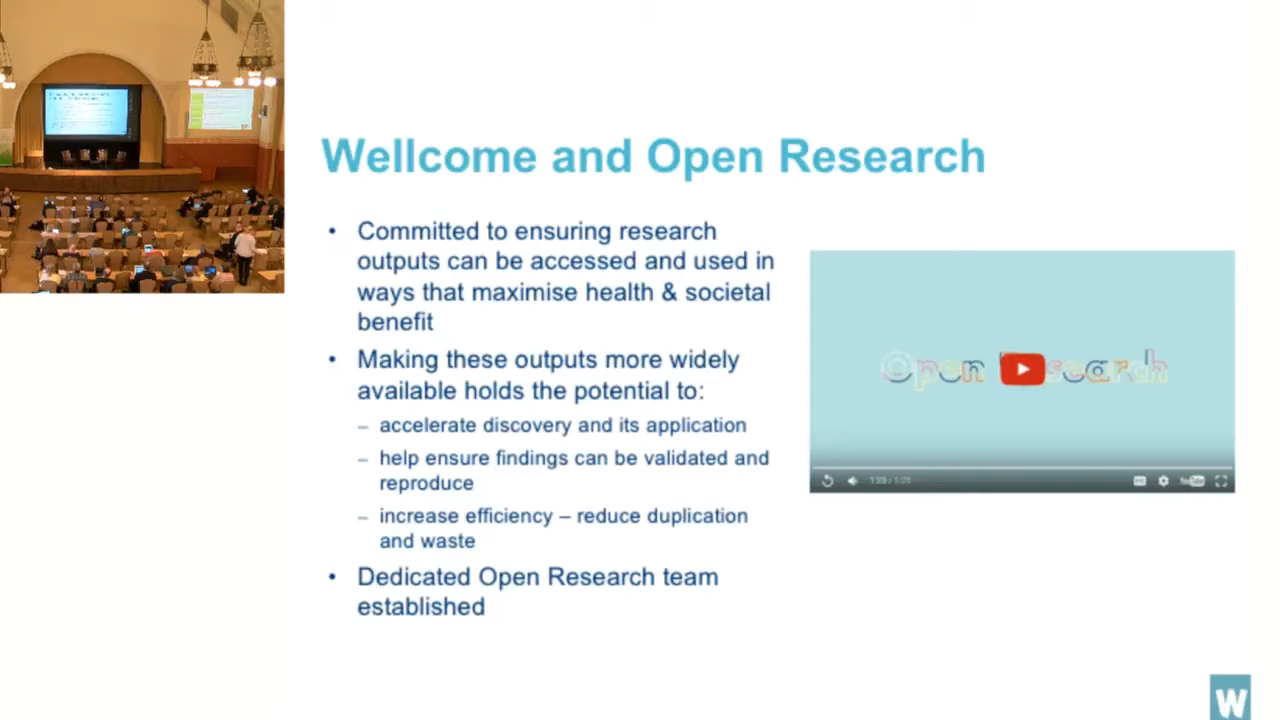 Wellcome and Open Research
• Committed to ensuring research
outputs can be accessed and used in
ways that maximise health & societal
benefit
• Making these outputs more widely
available holds the potential to:
– accelerate discovery and its application
– help ensure findings can be validated and
reproduce
– increase efficiency – reduce duplication
and waste
• Dedicated Open Research team
established
Open
YouTube
W